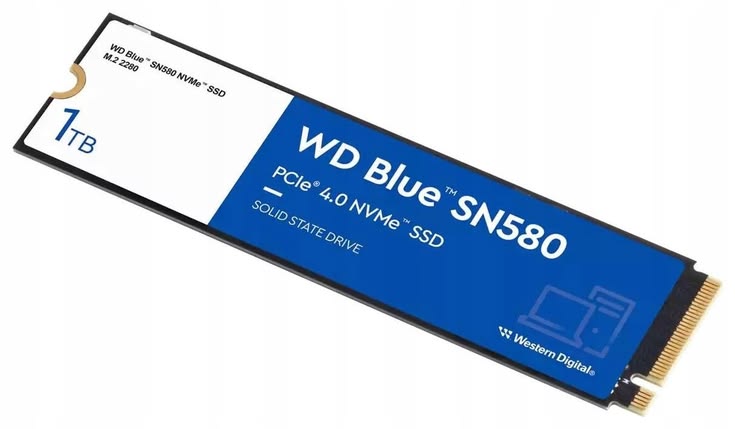 WD Blue™ SN580 NVMe™ SSD
M.2 2280
1TB
WD Blue™ SN580
PCIe® 4.0 NVMe™ SSD
SOLID STATE DRIVE
Western Digital®